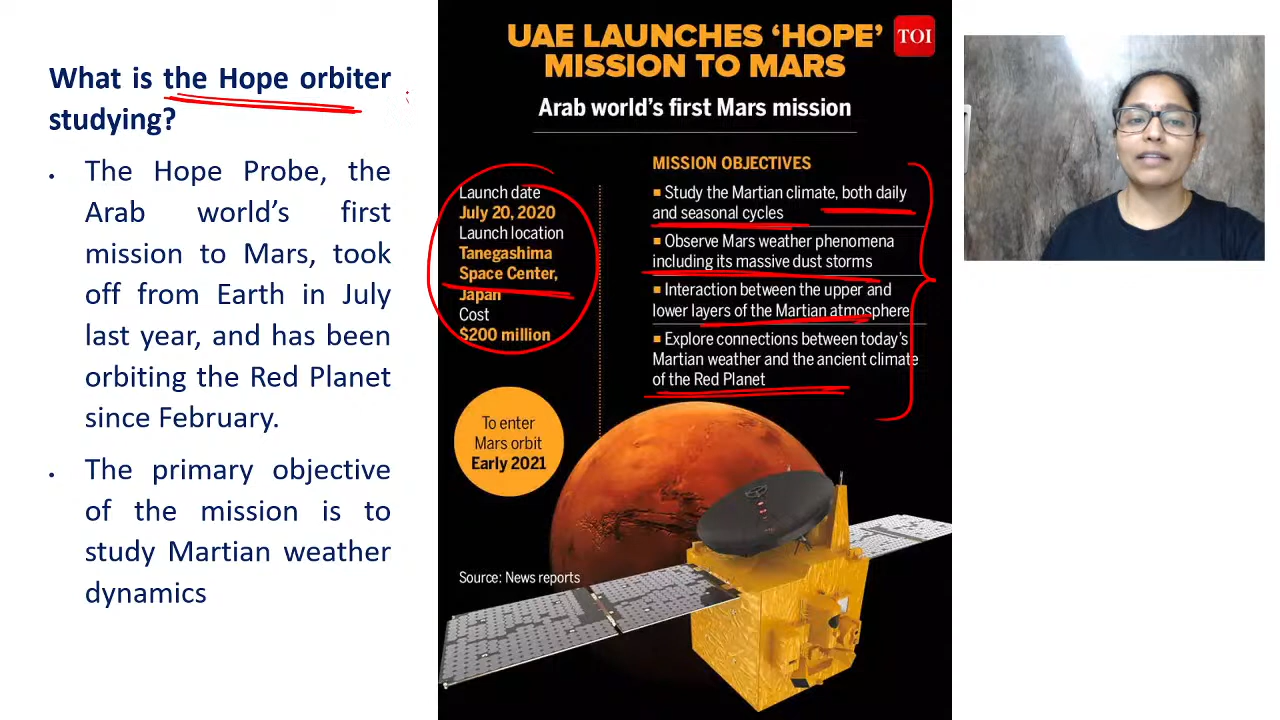 What is the Hope orbiter
studying?
• The Hope Probe, the
Arab world's first
mission to Mars, took
off from Earth in July
last year, and has been
orbiting the Red Planet
since February.
• The primary objective
of the mission is to
study Martian weather
dynamics
UAE LAUNCHES ‘HOPE’
MISSION TO MARS
TOI
Arab world's first Mars mission
Launch date
July 20, 2020
Launch location
Tanegashima
Space Center,
Japan
Cost
$200 million
To enter
Mars orbit
Early 2021
MISSION OBJECTIVES
■ Study the Martian climate, both daily
and seasonal cycles
■ Observe Mars weather phenomena
including its massive dust storms
■ Interaction between the upper and
lower layers of the Martian atmosphere
■ Explore connections between today's
Martian weather and the ancient climate
of the Red Planet
Source: News reports